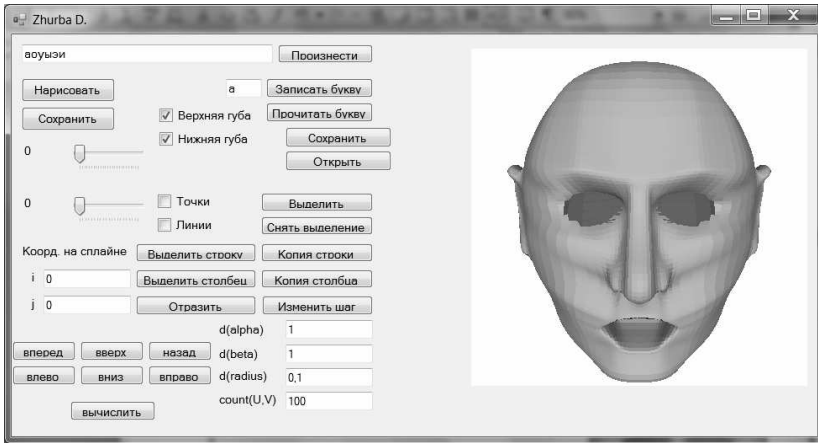 Zhurba D.
аоуыэи Произнести
Нарисовать а Записать букву
Сохранить Верхняя губа Прочитать букву
Нижняя губа Сохранить
0 Открыть
0 Точки Выделить
Линии Снять выделение
Коорд. на сплайне Выделить строку Копия строки
i 0 Выделить столбец Копия столбца
j 0 Отразить Изменить шаг
d(alpha) 1
вперед вверх назад d(beta) 1
влево вниз вправо d(radius) 0,1
count(U,V) 100
вычислить